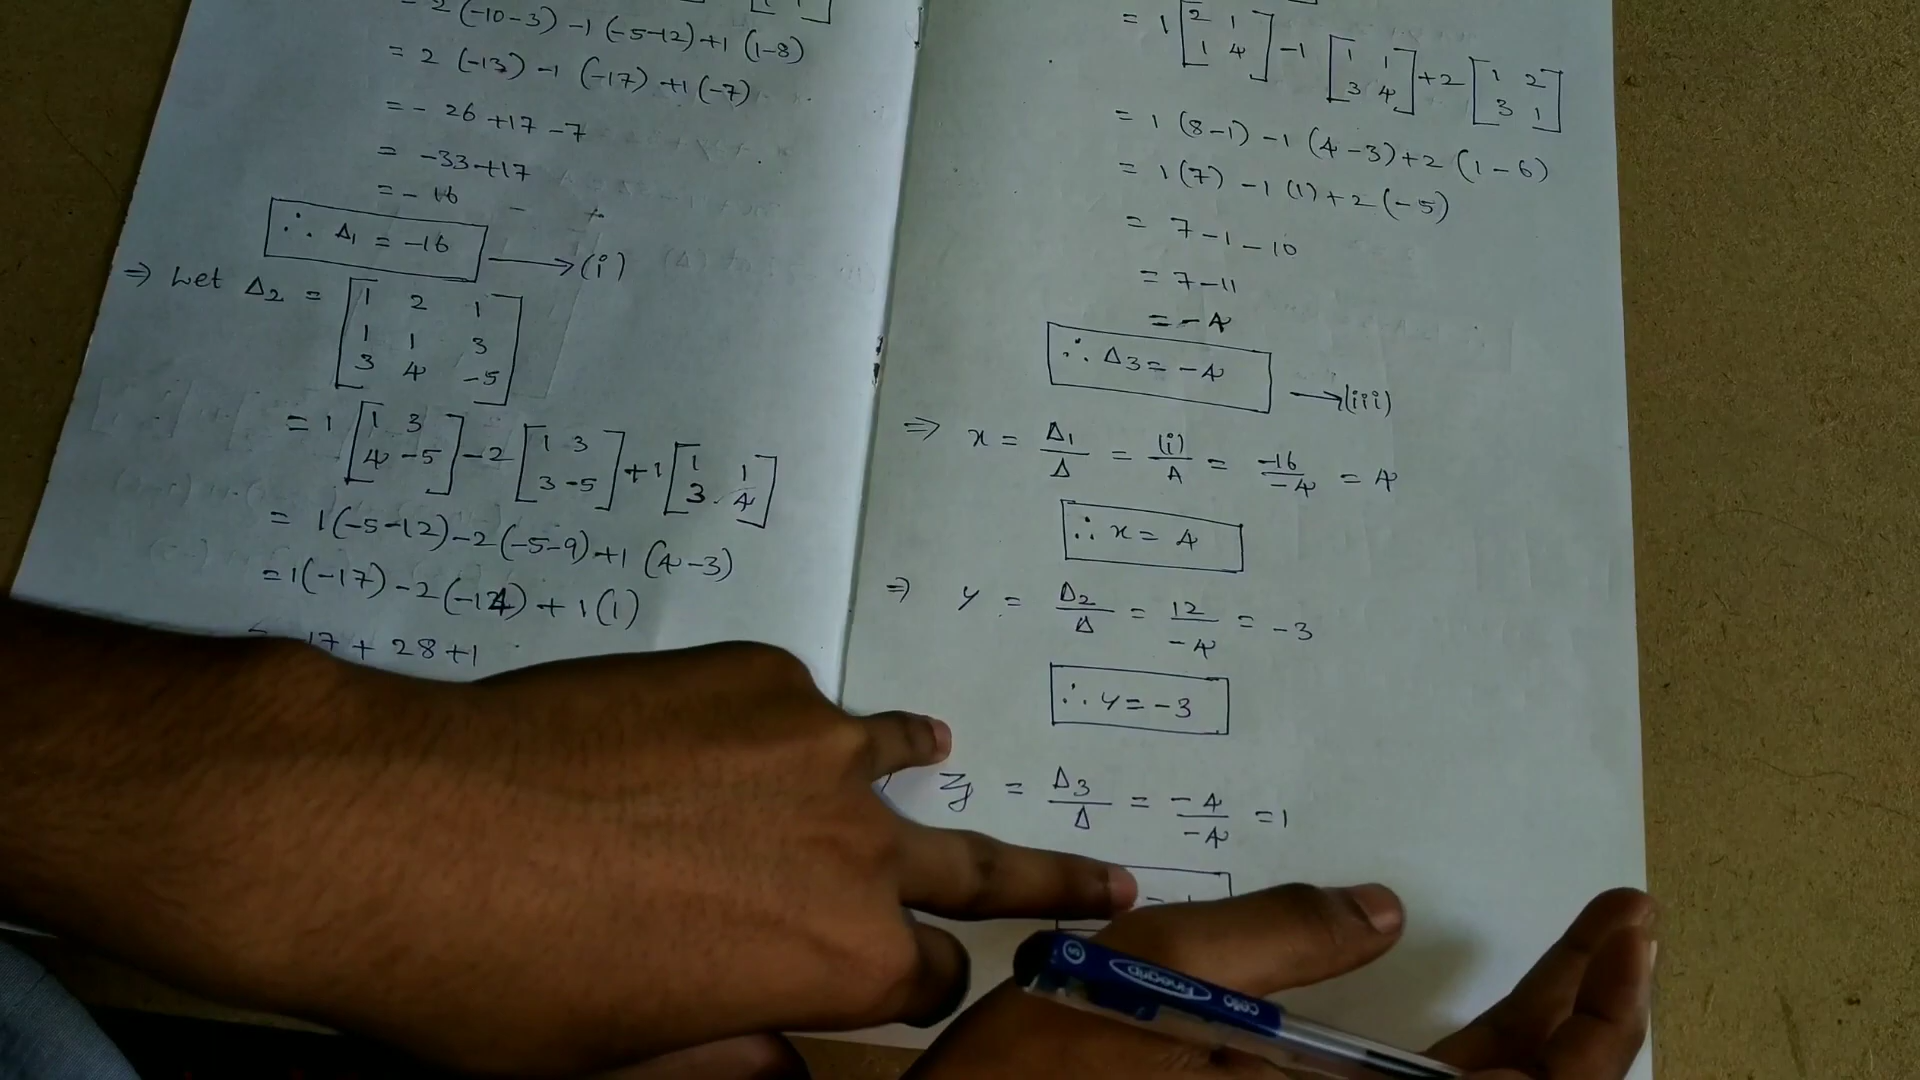 = 2 (-10-3) -1 (-5-12) +1 (1-8)
= 2 (-13) -1 (-17) +1 (-7)
= - 26 +17 -7
= -33+17
= - 16
∴ Δ1 = -16 → (i)
⇒ Let Δ2 = [1 2 1
1 1 3
3 4 -5]
= 1 [1 3
4 -5] -2 [1 3
3 -5] +1 [1 1
3 4]
= 1(-5-12) -2(-5-9) +1 (4-3)
= 1(-17) -2(-14) + 1(1)
17 + 28 +1
= 1 [2 1
1 4] -1 [1 1
3 4] +2 [1 2
3 1]
= 1 (8-1) -1 (4-3) +2 (1-6)
= 1(7) -1 (1) +2 (-5)
= 7 -1 -10
= 7-11
= -4
∴ Δ3 = -4 → (iii)
⇒ x = Δ1/Δ = (i)/A = -16/-4 = 4
∴ x = 4
⇒ y = Δ2/Δ = 12/-4 = -3
∴ y = -3
z = Δ3/Δ = -4/-4 = 1
cello
Finegrip